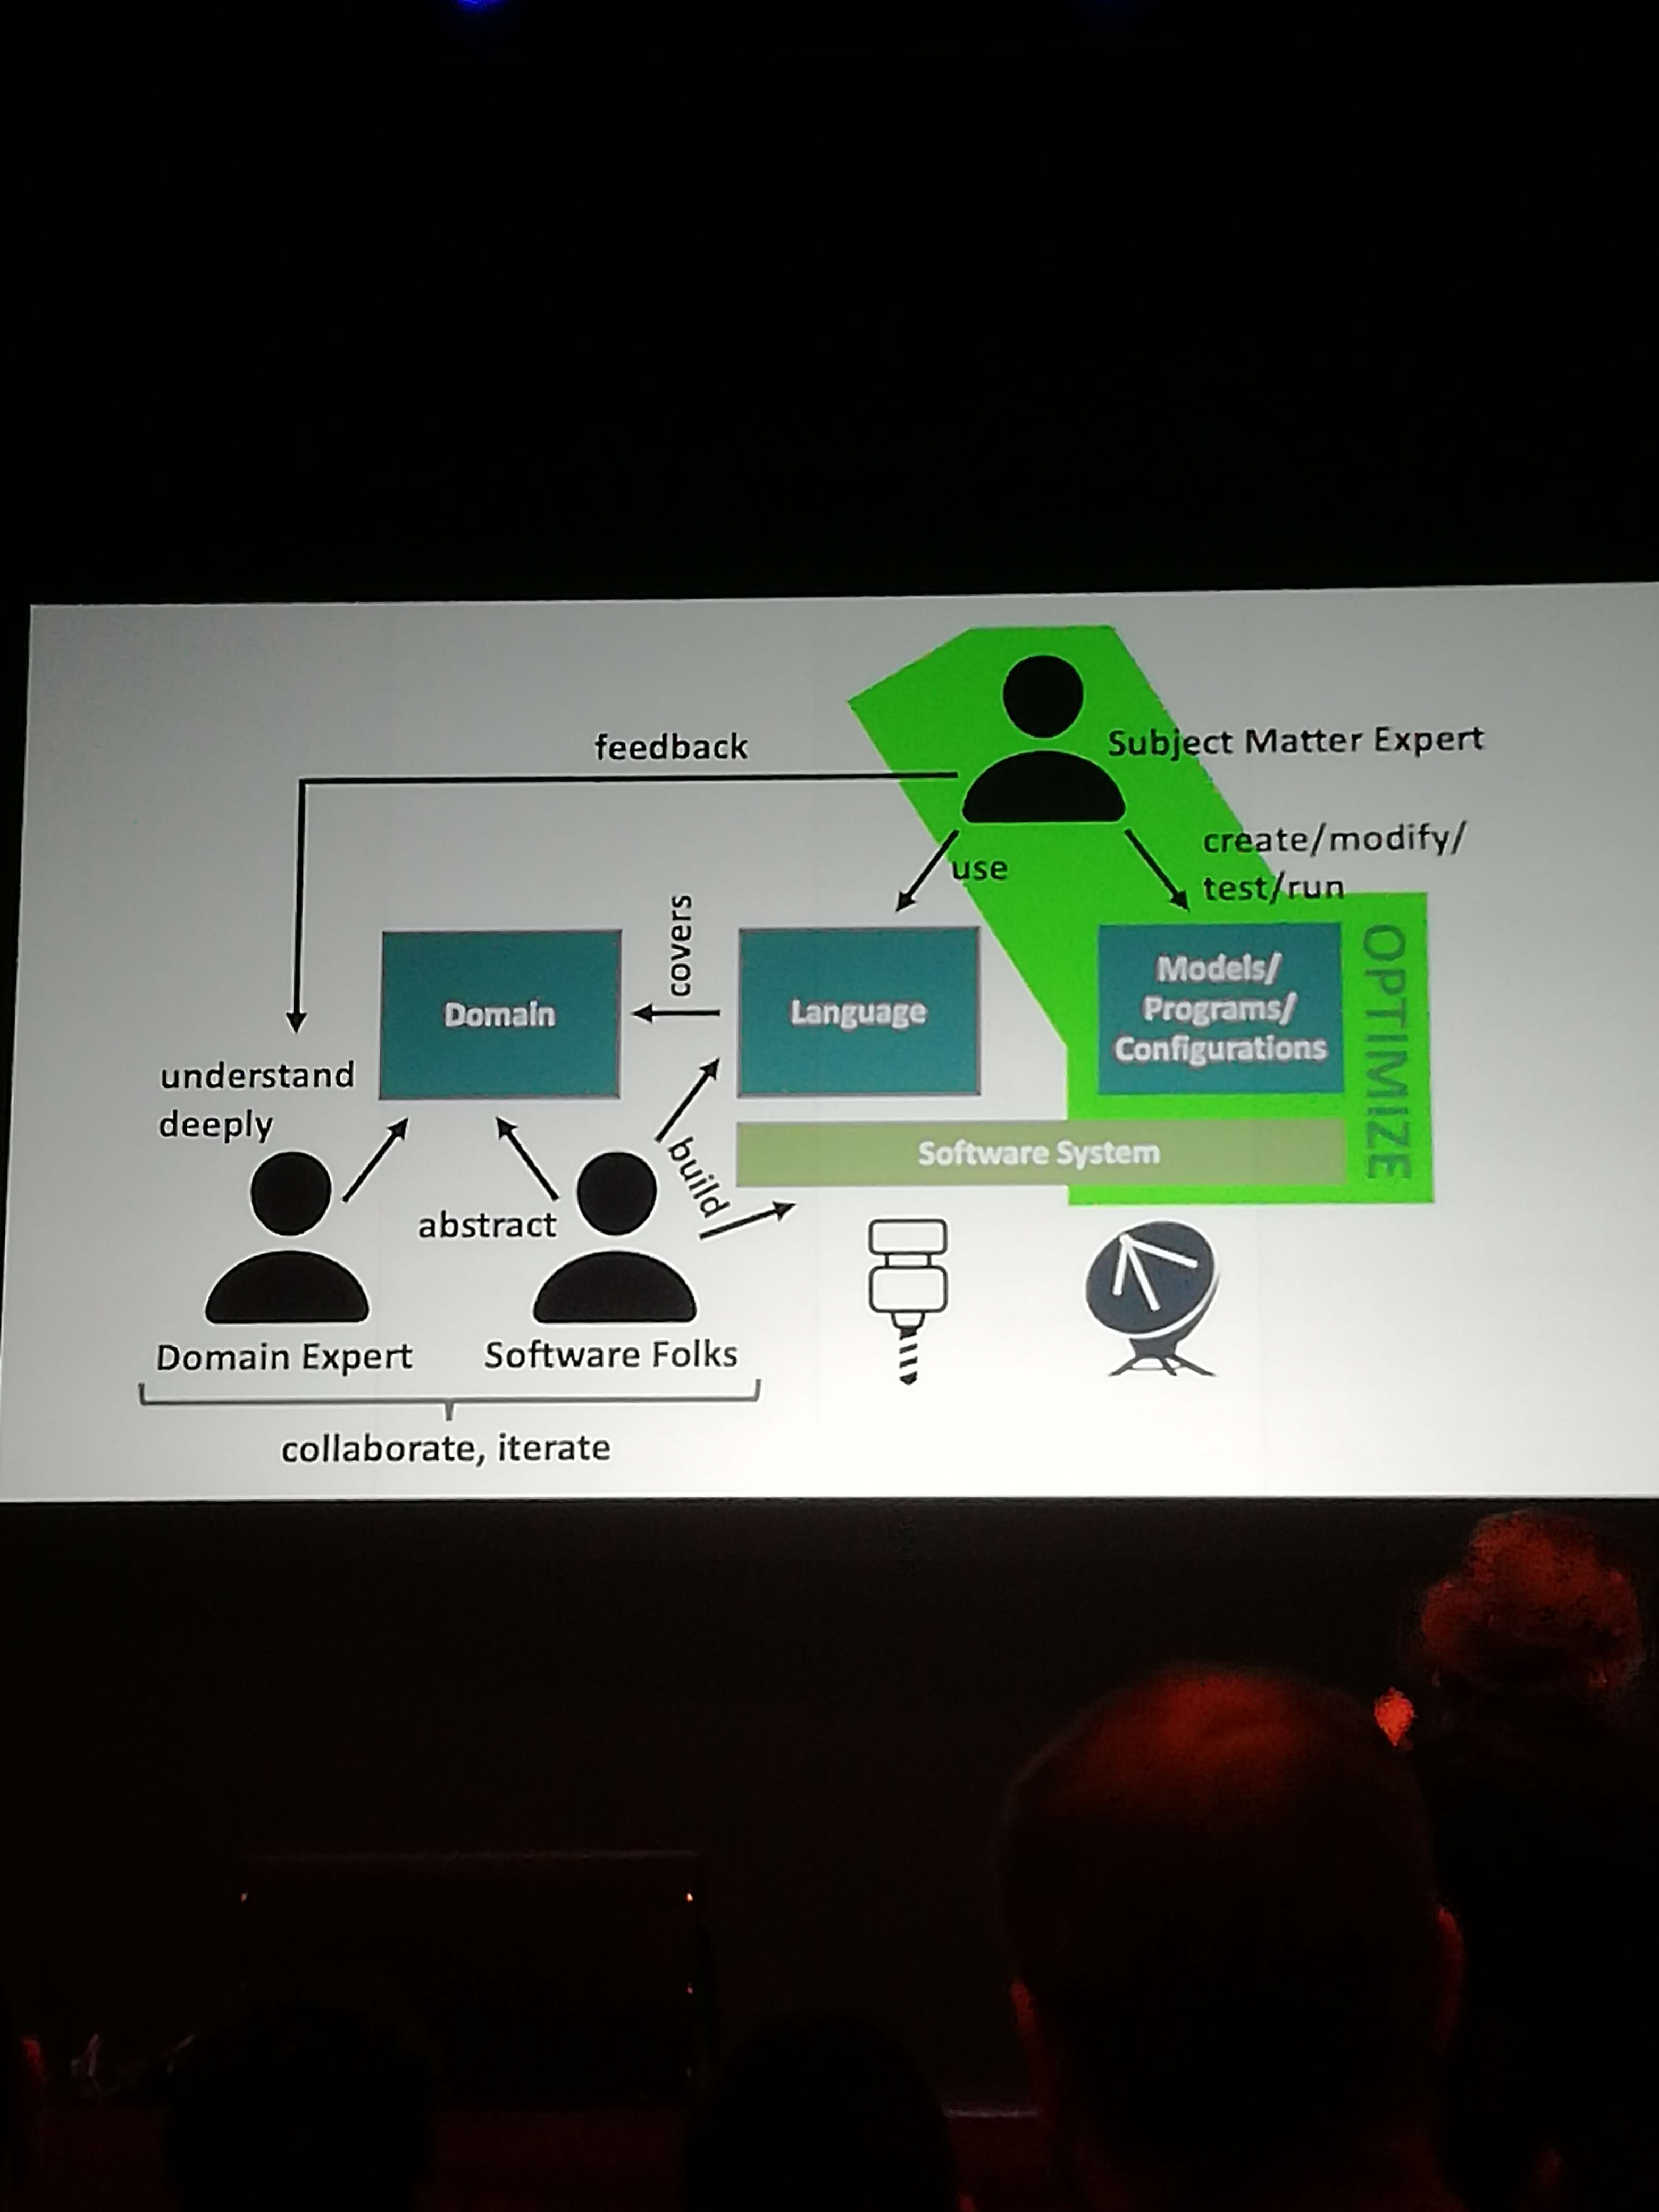 feedback
Subject Matter Expert
create/modify/
test/run
use
covers
Domain
Language
Models/
Programs/
Configurations
OPTIMIZE
understand
deeply
build
Software System
abstract
Domain Expert
Software Folks
collaborate, iterate